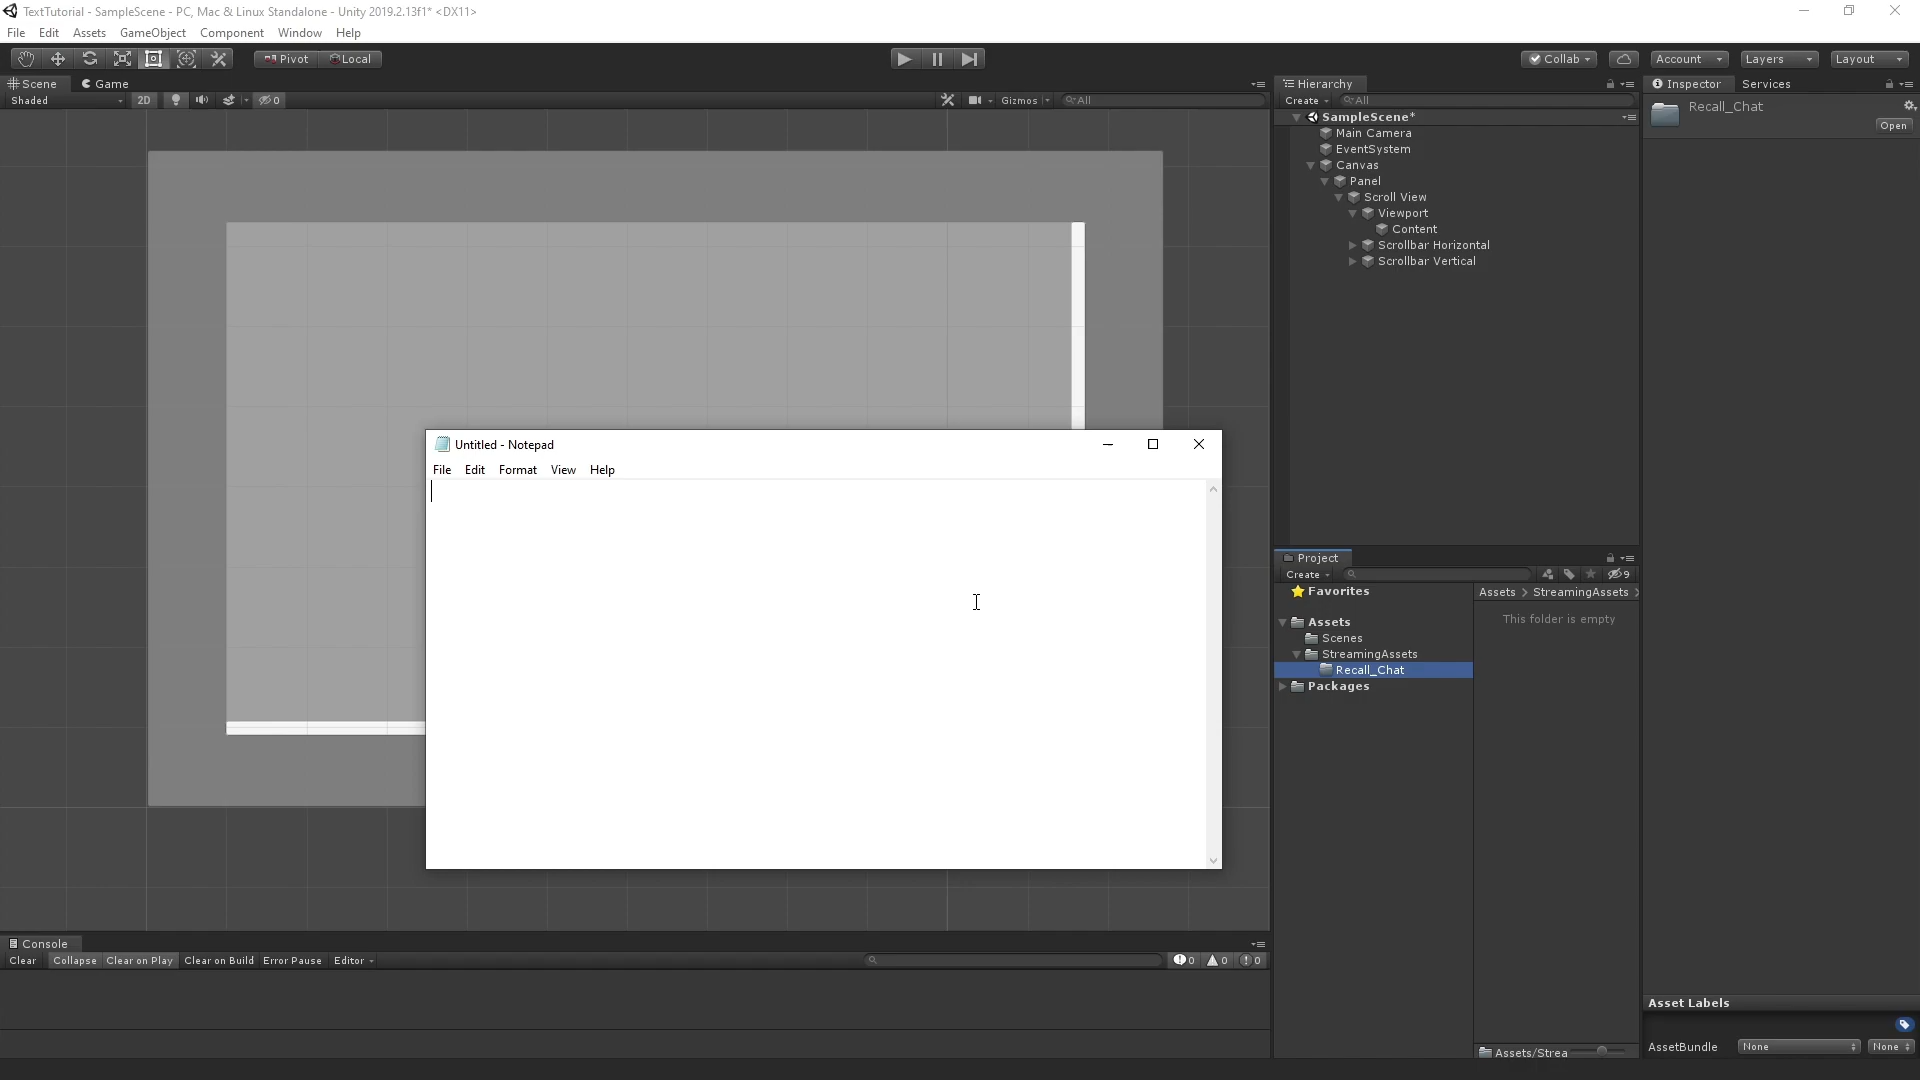 TextTutorial - SampleScene - PC, Mac & Linux Standalone - Unity 2019.2.13f1* <DX11>
File Edit Assets GameObject Component Window Help
Pivot Local
Collab Account Layers Layout
Scene Game
Shaded 2D 0 Gizmos All
Hierarchy
Create All
SampleScene*
Main Camera
EventSystem
Canvas
Panel
Scroll View
Viewport
Content
Scrollbar Horizontal
Scrollbar Vertical
Inspector Services
Recall_Chat
Open
Untitled - Notepad
File Edit Format View Help
Project
Create 9
Favorites
Assets
Scenes
StreamingAssets
Recall_Chat
Packages
Assets > StreamingAssets >
This folder is empty
Assets/Strea
Console
Clear Collapse Clear on Play Clear on Build Error Pause Editor 0 0 0
Asset Labels
AssetBundle None None